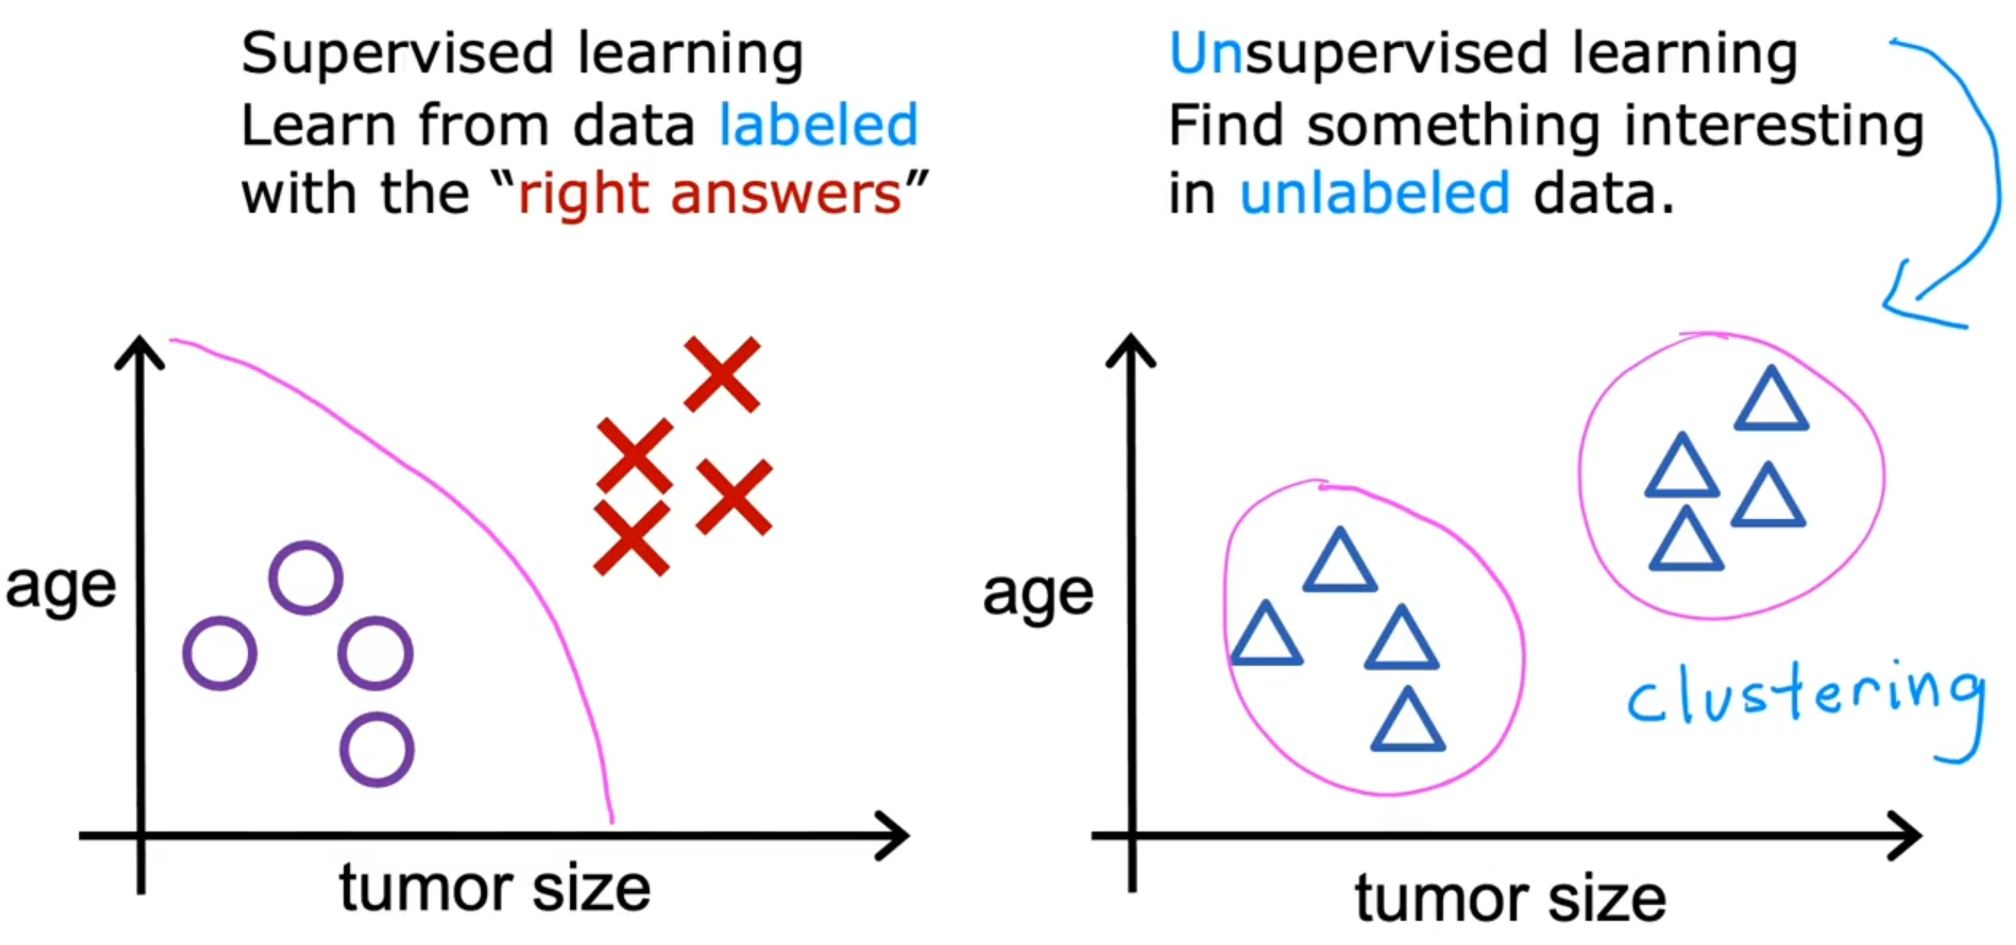 Supervised learning
Learn from data labeled
with the “right answers”
age
tumor size
Unsupervised learning
Find something interesting
in unlabeled data.
age
clustering
tumor size